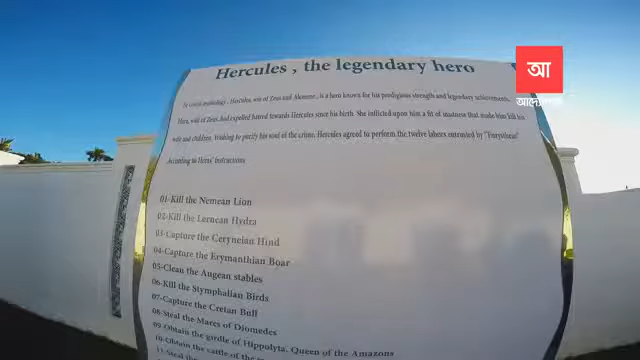 Hercules , the legendary hero
আ
In Greek mythology , Hercules, son of Zeus and Alcmene , is a hero known for his prodigious strength and legendary achievements.
Hera, wife of Zeus, had expelled hatred towards Hercules since his birth. She inflicted upon him a fit of madness that made him kill his
wife and children. Wishing to purify his soul of the crime, Hercules agreed to perform the twelve labors entrusted by "Eurystheus"
According to Heras' instructions
01-Kill the Nemean Lion
02-Kill the Lernean Hydra
03-Capture the Ceryneian Hind
04-Capture the Erymanthian Boar
05-Clean the Augean stables
06-Kill the Stymphalian Birds
07-Capture the Cretan Bull
08-Steal the Mares of Diomedes
09-Obtain the girdle of Hippolyta, Queen of the Amazons
10-Obtain the cattle of the
11-Steal the